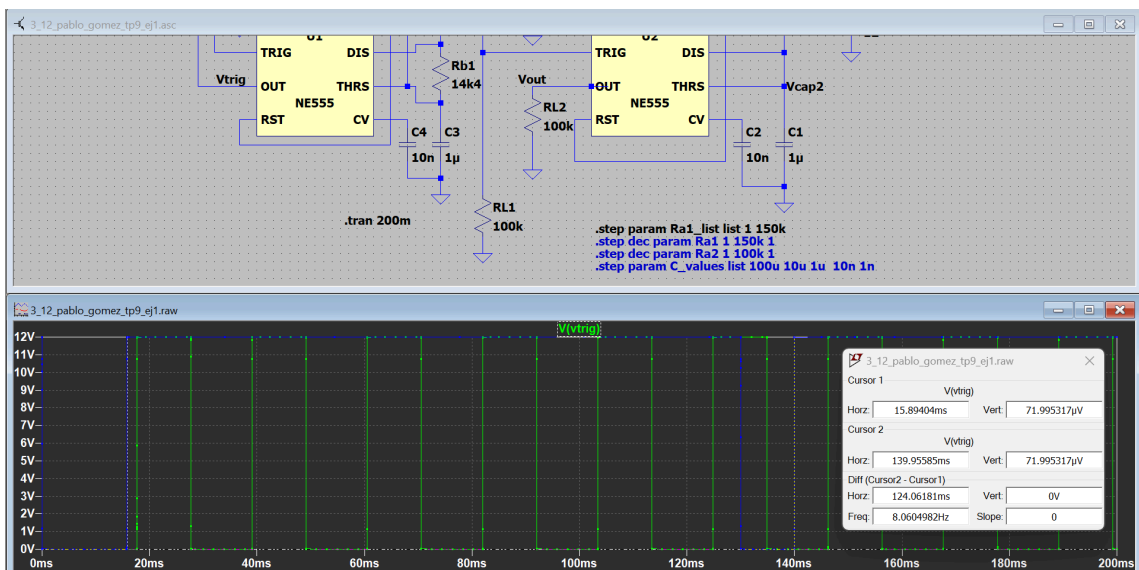 3_12_pablo_gomez_tp9_ej1.asc
U1
U2
TRIG DIS
TRIG DIS
Rb1
14k4
Vtrig
OUT THRS
Vout
OUT THRS
Vcap2
NE555
NE555
RL2
100k
RST CV
RST CV
C4 C3
C2 C1
10n 1µ
10n 1µ
RL1
100k
.tran 200m
.step param Ra1_list list 1 150k
.step dec param Ra1 1 150k 1
.step dec param Ra2 1 100k 1
.step param C_values list 100u 10u 1u 10n 1n
3_12_pablo_gomez_tp9_ej1.raw
V(vtrig)
12V
11V
10V
9V
8V
7V
6V
5V
4V
3V
2V
1V
0V
0ms 20ms 40ms 60ms 80ms 100ms 120ms 140ms 160ms 180ms 200ms
3_12_pablo_gomez_tp9_ej1.raw
Cursor 1
V(vtrig)
Horz: 15.89404ms Vert: 71.995317µV
Cursor 2
V(vtrig)
Horz: 139.95585ms Vert: 71.995317µV
Diff (Cursor2 - Cursor1)
Horz: 124.06181ms Vert: 0V
Freq: 8.0604982Hz Slope: 0